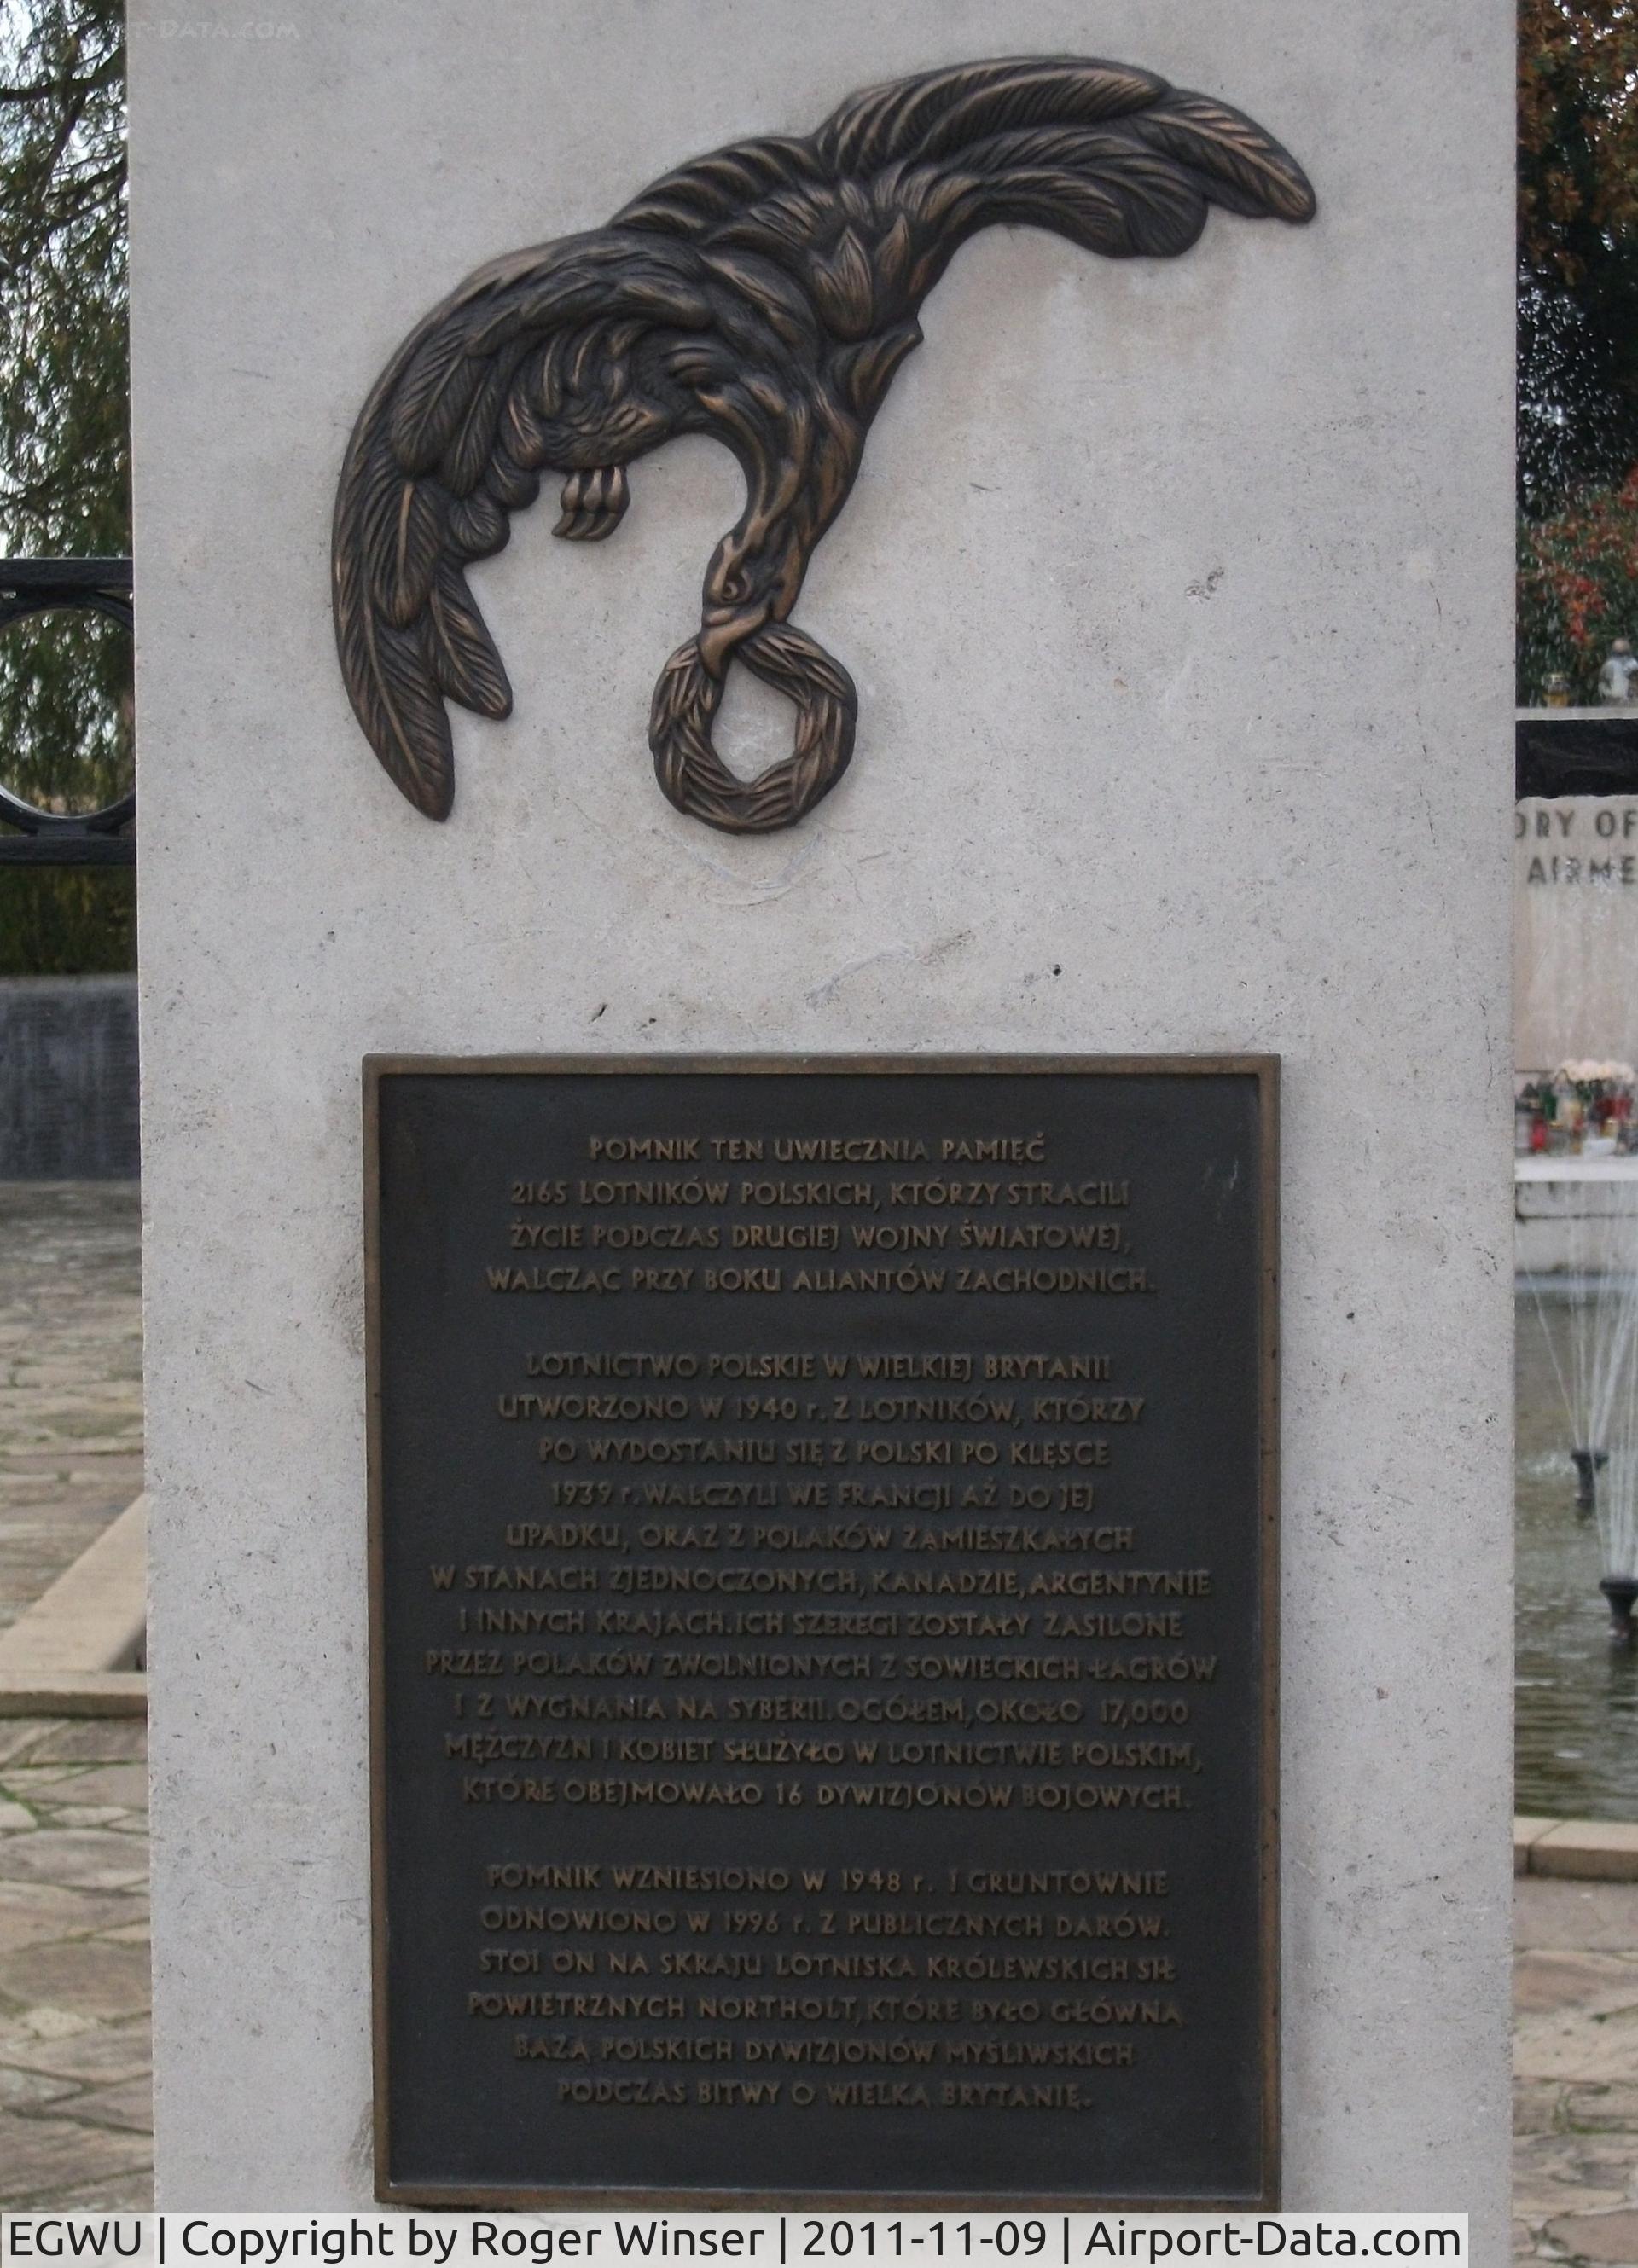 -DATA.COM
ORY OF
AIRME
POMNIK TEN UWIECZNIA PAMIĘĆ
2165 LOTNIKÓW POLSKICH, KTÓRZY STRACILI
ŻYCIE PODCZAS DRUGIEJ WOJNY ŚWIATOWEJ,
WALCZĄC PRZY BOKU ALIANTÓW ZACHODNICH.
LOTNICTWO POLSKIE W WIELKIEJ BRYTANII
UTWORZONO W 1940 r. Z LOTNIKÓW, KTÓRZY
PO WYDOSTANIU SIĘ Z POLSKI PO KLĘSCE
1939 r. WALCZYLI WE FRANCJI AŻ DO JEJ
UPADKU, ORAZ Z POLAKÓW ZAMIESZKAŁYCH
W STANACH ZJEDNOCZONYCH, KANADZIE, ARGENTYNIE
I INNYCH KRAJACH. ICH SZEREGI ZOSTAŁY ZASILONE
PRZEZ POLAKÓW ZWOLNIONYCH Z SOWIECKICH ŁAGRÓW
I Z WYGNANIA NA SYBERII. OGÓŁEM, OKOŁO 17,000
MĘŻCZYZN I KOBIET SŁUŻYŁO W LOTNICTWIE POLSKIM,
KTÓRE OBEJMOWAŁO 16 DYWIZJONÓW BOJOWYCH.
POMNIK WZNIESIONO W 1948 r. I GRUNTOWNIE
ODNOWIONO W 1996 r. Z PUBLICZNYCH DARÓW.
STOI ON NA SKRAJU LOTNISKA KRÓLEWSKICH SIŁ
POWIETRZNYCH NORTHOLT, KTÓRE BYŁO GŁÓWNĄ
BAZĄ POLSKICH DYWIZJONÓW MYŚLIWSKICH
PODCZAS BITWY O WIELKĄ BRYTANIĘ.
EGWU | Copyright by Roger Winser | 2011-11-09 | Airport-Data.com